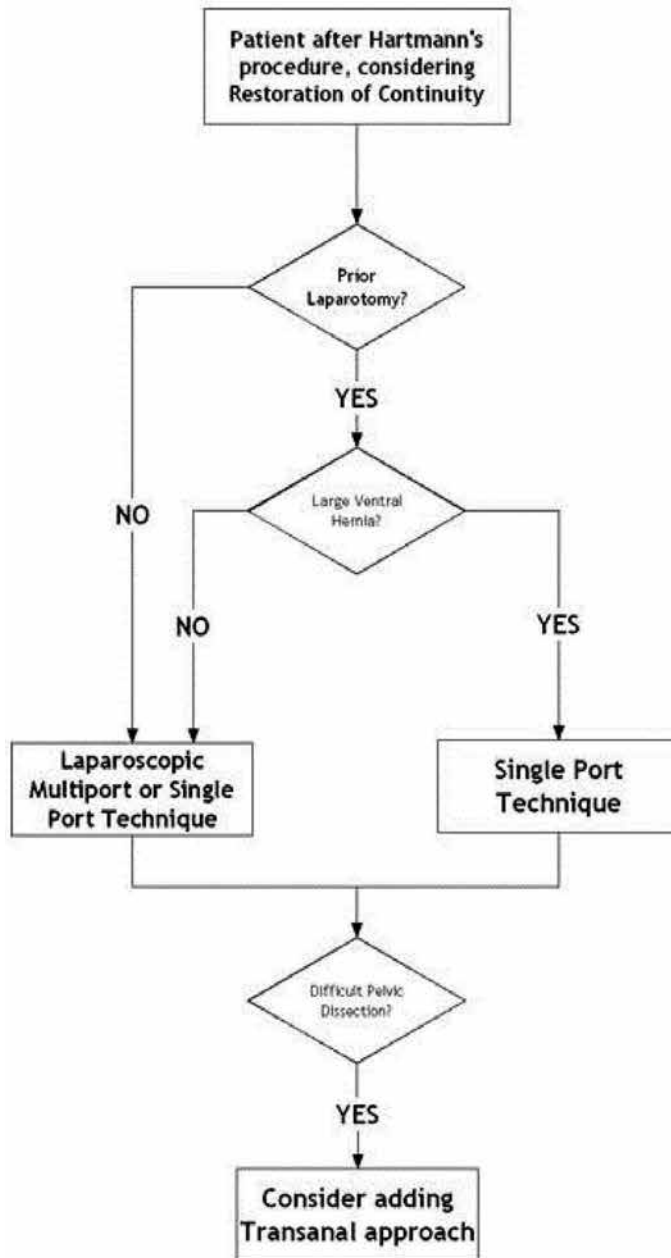 Patient after Hartmann's
procedure, considering
Restoration of Continuity
Prior
Laparotomy?
YES
Large Ventral
Hernia?
NO
NO
YES
Laparoscopic
Multiport or Single
Port Technique
Single Port
Technique
Difficult Pelvic
Dissection?
YES
Consider adding
Transanal approach